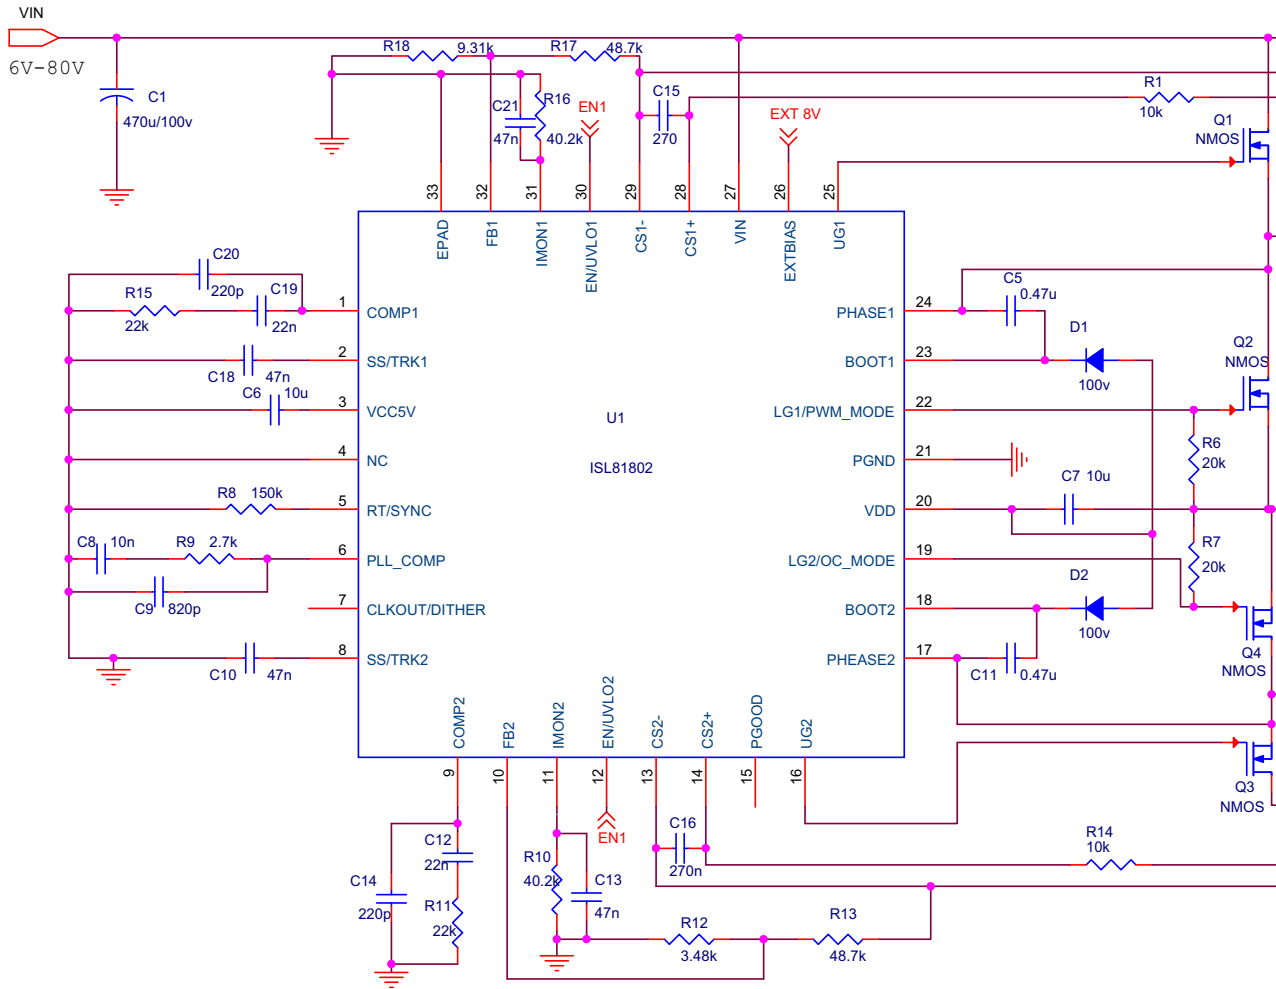 VIN
6V-80V
C1
470u/100v
R18
9.31k
R17
48.7k
C21
47n
R16
40.2k
EN1
C15
270
EXT 8V
R1
10k
Q1
NMOS
33
32
31
30
29
28
27
26
25
EPAD
FB1
IMON1
EN/UVLO1
CS1-
CS1+
VIN
EXTBIAS
UG1
C20
220p
R15
22k
C19
22n
1
COMP1
C18
47n
2
SS/TRK1
C6
10u
3
VCC5V
4
NC
R8
150k
5
RT/SYNC
C8
10n
R9
2.7k
6
PLL_COMP
C9
820p
7
CLKOUT/DITHER
C10
47n
8
SS/TRK2
U1
ISL81802
PHASE1
24
C5
0.47u
BOOT1
23
D1
100v
Q2
NMOS
LG1/PWM_MODE
22
R6
20k
PGND
21
VDD
20
C7
10u
LG2/OC_MODE
19
R7
20k
BOOT2
18
D2
100v
PHEASE2
17
C11
0.47u
Q4
NMOS
Q3
NMOS
COMP2
FB2
IMON2
EN/UVLO2
CS2-
CS2+
PGOOD
UG2
9
10
11
12
13
14
15
16
C12
22n
C14
220p
R11
22k
R10
40.2k
C13
47n
EN1
C16
270n
R14
10k
R12
3.48k
R13
48.7k